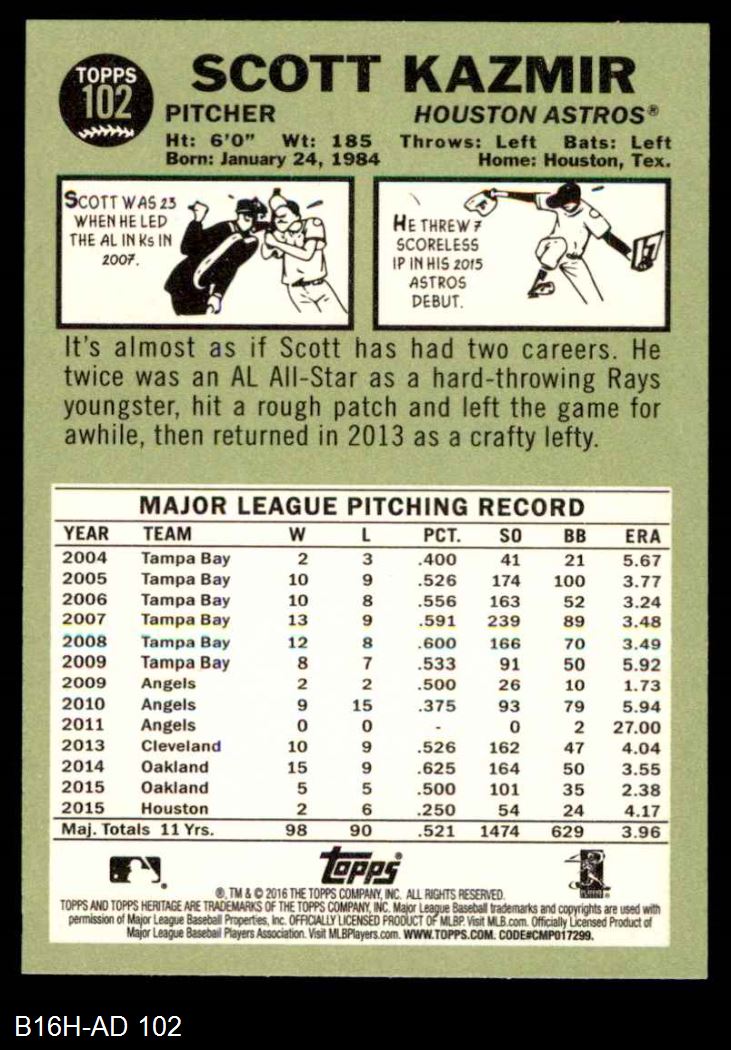 TOPPS
102
SCOTT KAZMIR
PITCHER HOUSTON ASTROS®
Ht: 6'0" Wt: 185 Throws: Left Bats: Left
Born: January 24, 1984 Home: Houston, Tex.
SCOTT WAS 23
WHEN HE LED
THE AL IN Ks IN
2007.
HE THREW 7
SCORELESS
IP IN HIS 2015
ASTROS
DEBUT.
It's almost as if Scott has had two careers. He
twice was an AL All-Star as a hard-throwing Rays
youngster, hit a rough patch and left the game for
awhile, then returned in 2013 as a crafty lefty.
MAJOR LEAGUE PITCHING RECORD
YEAR TEAM W L PCT. SO BB ERA
2004 Tampa Bay 2 3 .400 41 21 5.67
2005 Tampa Bay 10 9 .526 174 100 3.77
2006 Tampa Bay 10 8 .556 163 52 3.24
2007 Tampa Bay 13 9 .591 239 89 3.48
2008 Tampa Bay 12 8 .600 166 70 3.49
2009 Tampa Bay 8 7 .533 91 50 5.92
2009 Angels 2 2 .500 26 10 1.73
2010 Angels 9 15 .375 93 79 5.94
2011 Angels 0 0 - 0 2 27.00
2013 Cleveland 10 9 .526 162 47 4.04
2014 Oakland 15 9 .625 164 50 3.55
2015 Oakland 5 5 .500 101 35 2.38
2015 Houston 2 6 .250 54 24 4.17
Maj. Totals 11 Yrs. 98 90 .521 1474 629 3.96
topps
®, TM & © 2016 THE TOPPS COMPANY, INC. ALL RIGHTS RESERVED.
TOPPS AND TOPPS HERITAGE ARE TRADEMARKS OF THE TOPPS COMPANY, INC. Major League Baseball trademarks and copyrights are used with
permission of Major League Baseball Properties, Inc. OFFICIALLY LICENSED PRODUCT OF MLBP. Visit MLB.com. Officially Licensed Product of
Major League Baseball Players Association. Visit MLBPlayers.com. WWW.TOPPS.COM. CODE#CMP017299.
B16H-AD 102